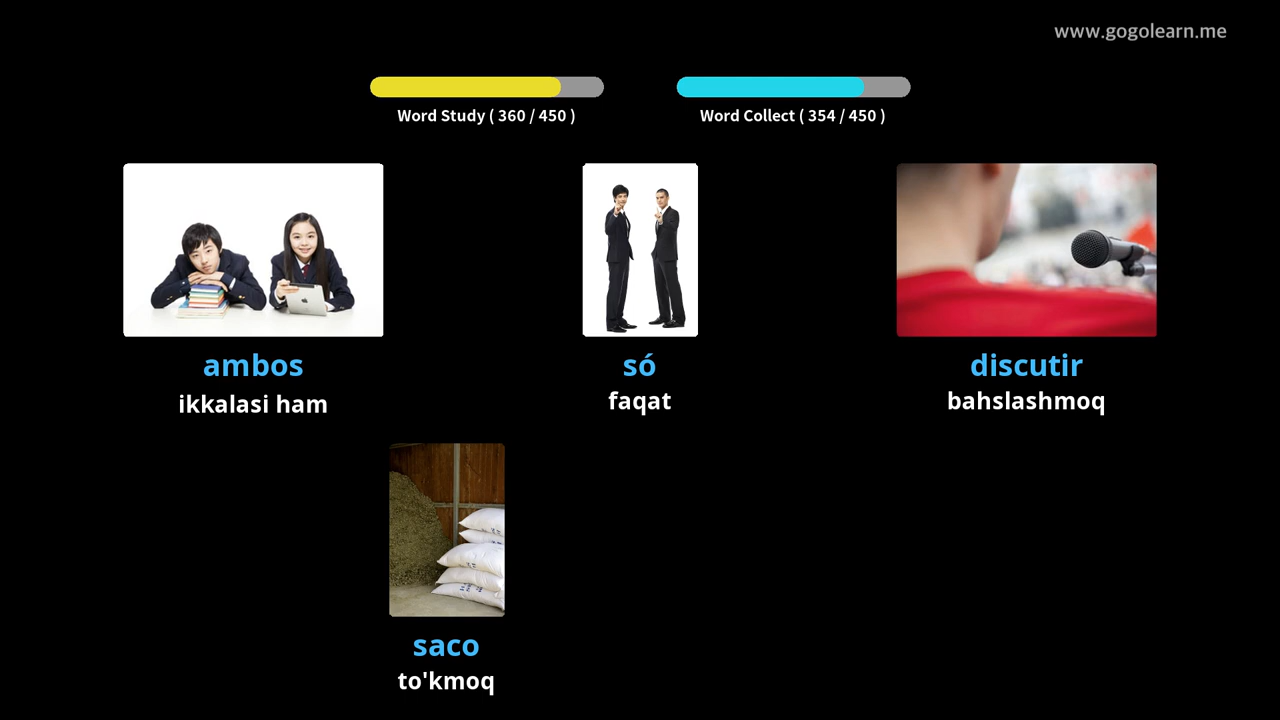 www.gogolearn.me
Word Study ( 360 / 450 )
Word Collect ( 354 / 450 )
ambos
ikkalasi ham
só
faqat
discutir
bahslashmoq
saco
to'kmoq